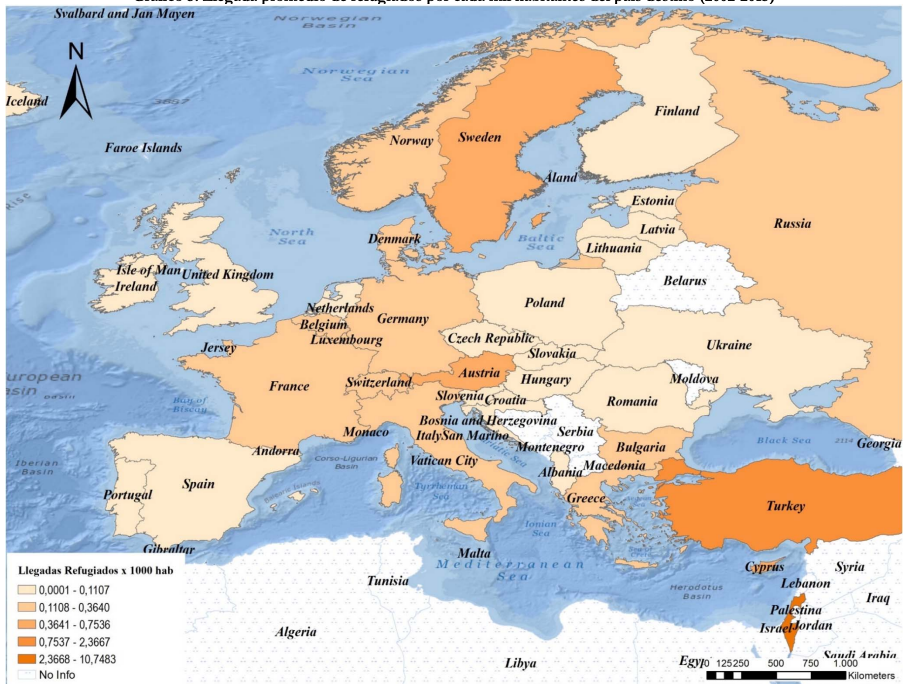 Svalbard and Jan Mayen
Norwegian
Basin
N
Norwegian
Sea
Iceland
Finland
Norway
Sweden
Faroe Islands
Åland
Estonia
Russia
North
Sea
Latvia
Baltic
Sea
Denmark
Lithuania
Isle of Man
United Kingdom
Ireland
Belarus
Netherlands
Poland
Germany
Belgium
Luxembourg
Czech Republic
Ukraine
Jersey
Slovakia
European
Basin
Austria
Moldova
France
Switzerland
Hungary
Bay of
Biscay
Slovenia
Croatia
Romania
Bosnia and Herzegovina
Serbia
Monaco
Italy
San Marino
Montenegro
Black Sea
2114
Georgia
Andorra
Bulgaria
Iberian
Basin
Corso-Ligurian
Basin
Vatican City
Albania
Macedonia
Portugal
Spain
Tyrrhenian
Sea
Greece
Turkey
Ionian
Sea
Gibraltar
Malta
Mediterranean
Sea
Cyprus
Syria
Llegadas Refugiados x 1000 hab
0,0001 - 0,1107
0,1108 - 0,3640
0,3641 - 0,7536
0,7537 - 2,3667
2,3668 - 10,7483
No Info
Tunisia
Herodotus
Basin
Lebanon
Iraq
Palestina
Israel
Jordan
Algeria
Libya
Saudi Arabia
0 125250 500 750 1.000
Kilometers